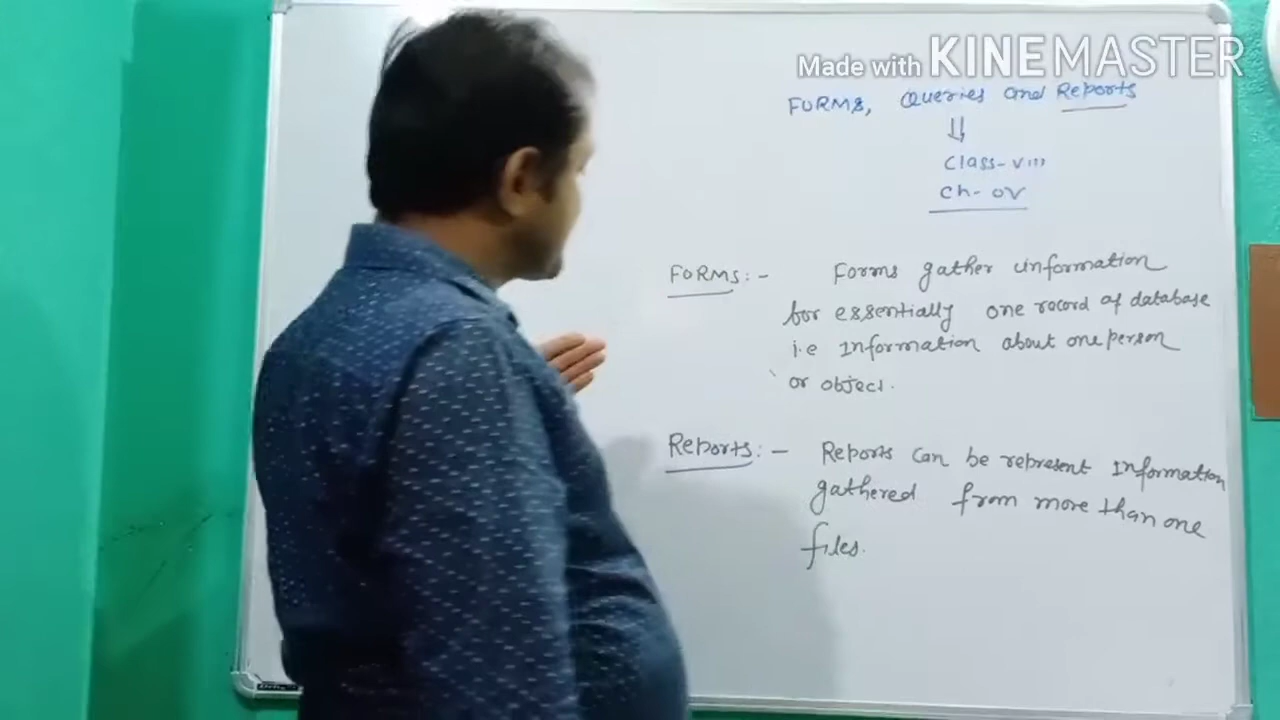 Made with KINEMASTER
FORMS, Queries and Reports
⇓
Class-VIII
Ch-05
FORMS:- Forms gather information
for essentially one record of database
i.e Information about one person
or object.
Reports:- Reports can be represent Information
gathered from more than one
files.